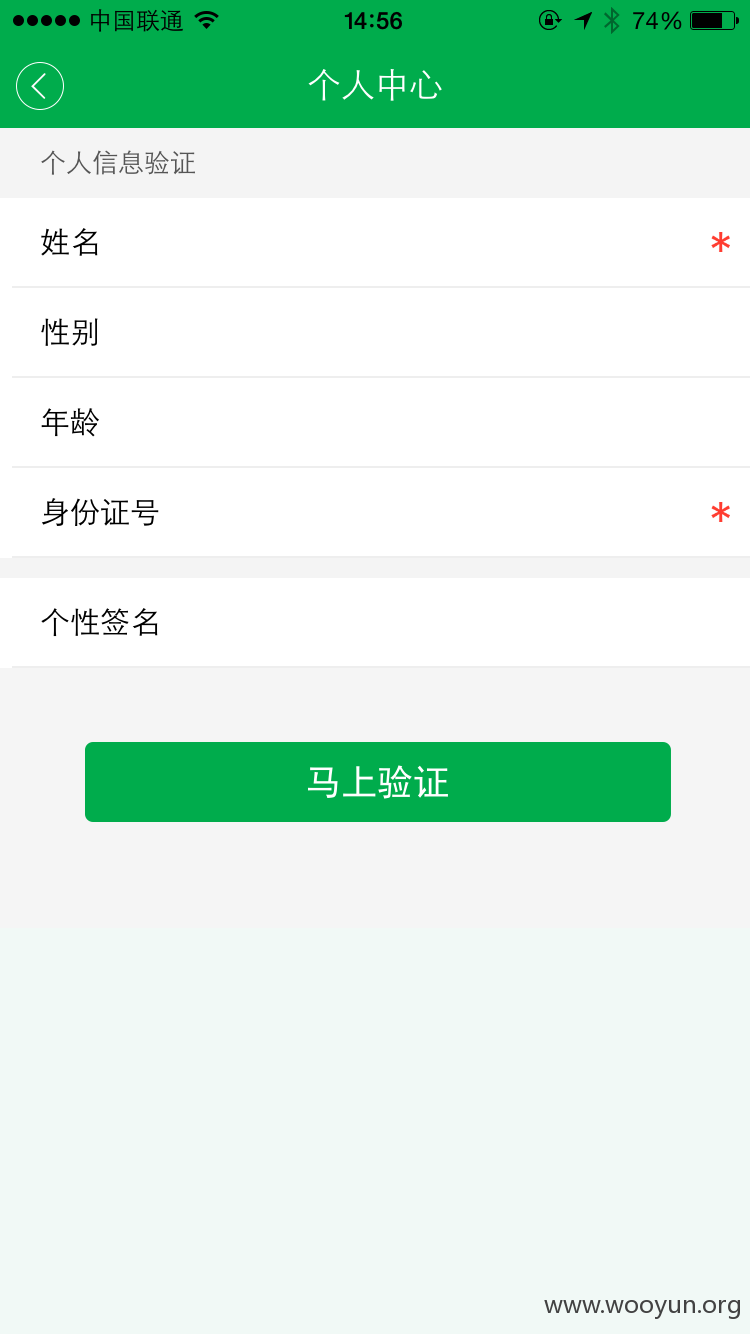 中国联通 14:56 74%
个人中心
个人信息验证
姓名 *
性别
年龄
身份证号 *
个性签名
马上验证
www.wooyun.org